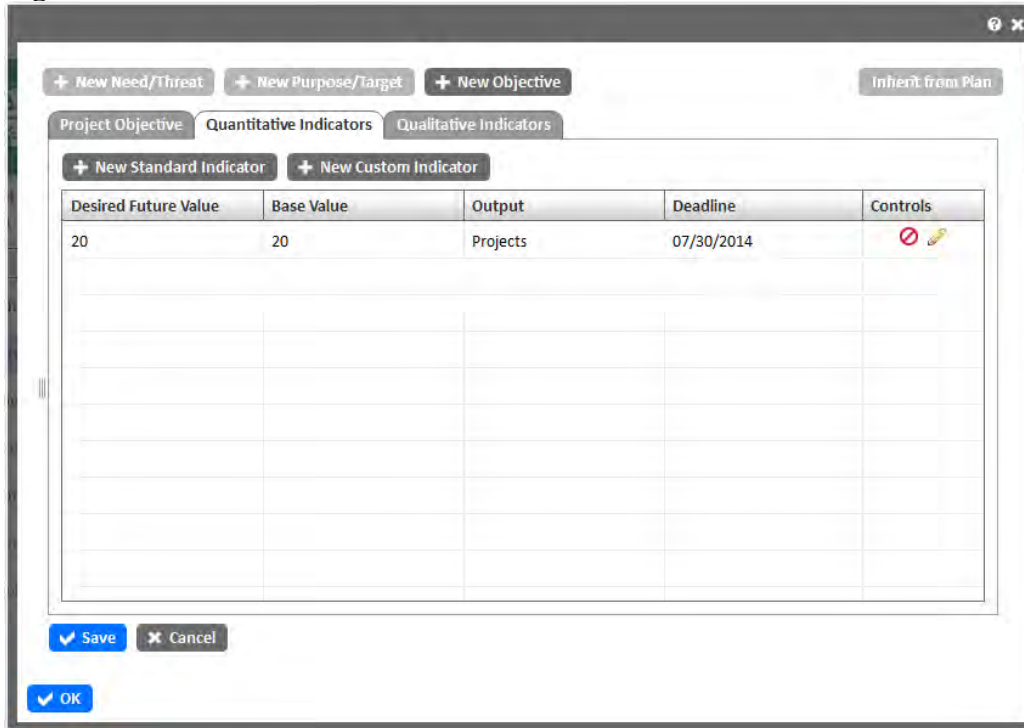 + New Need/Threat + New Purpose/Target + New Objective Inherit from Plan
Project Objective Quantitative Indicators Qualitative Indicators
+ New Standard Indicator + New Custom Indicator
Desired Future Value Base Value Output Deadline Controls
20 20 Projects 07/30/2014
Save Cancel
OK